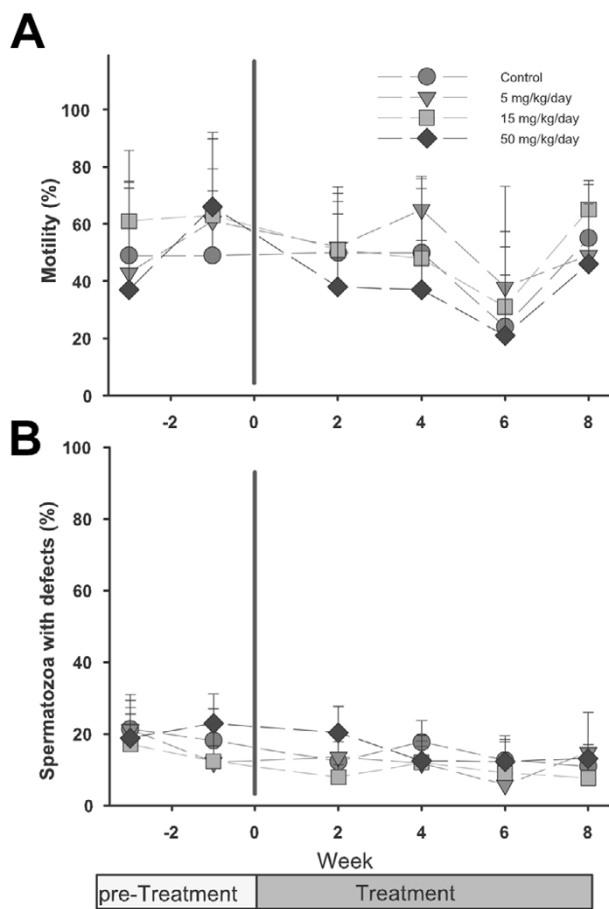 A
Motility (%)
100
80
60
40
20
0
-2
0
2
4
6
8
Control
5 mg/kg/day
15 mg/kg/day
50 mg/kg/day
B
Spermatozoa with defects (%)
100
80
60
40
20
0
-2
0
2
4
6
8
Week
pre-Treatment
Treatment